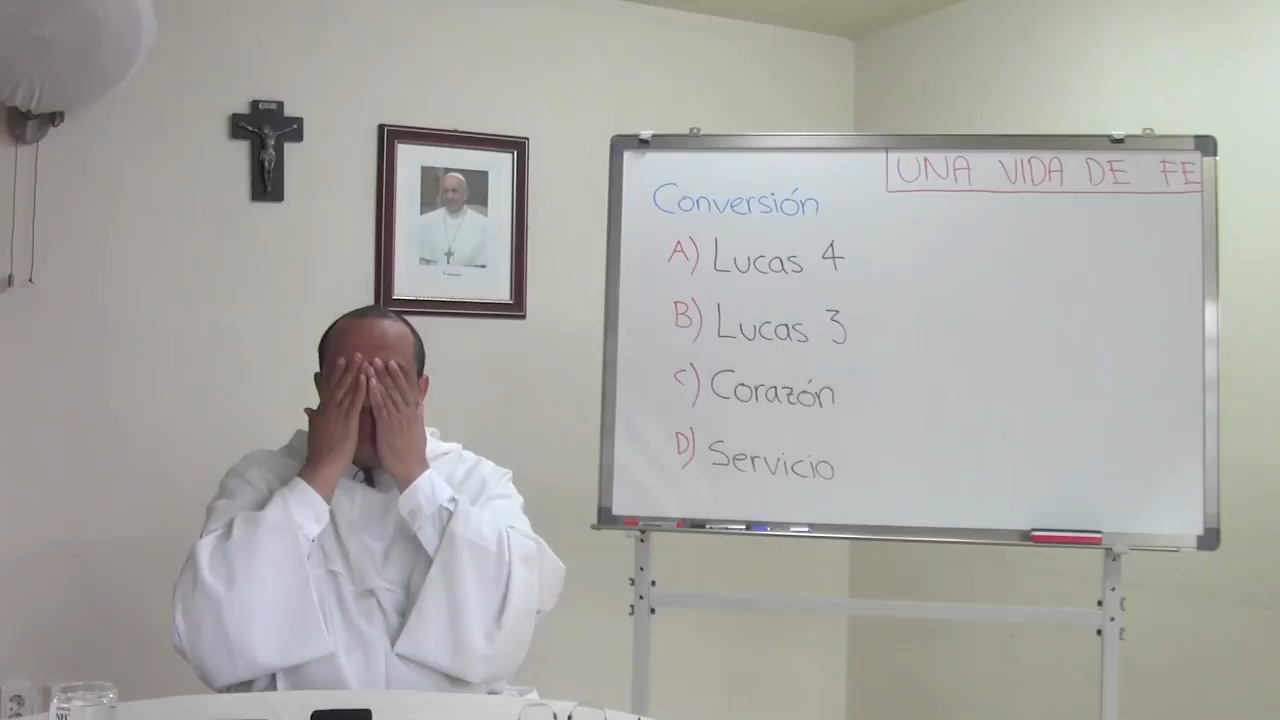 UNA VIDA DE FE
Conversión
A) Lucas 4
B) Lucas 3
C) Corazón
D) Servicio